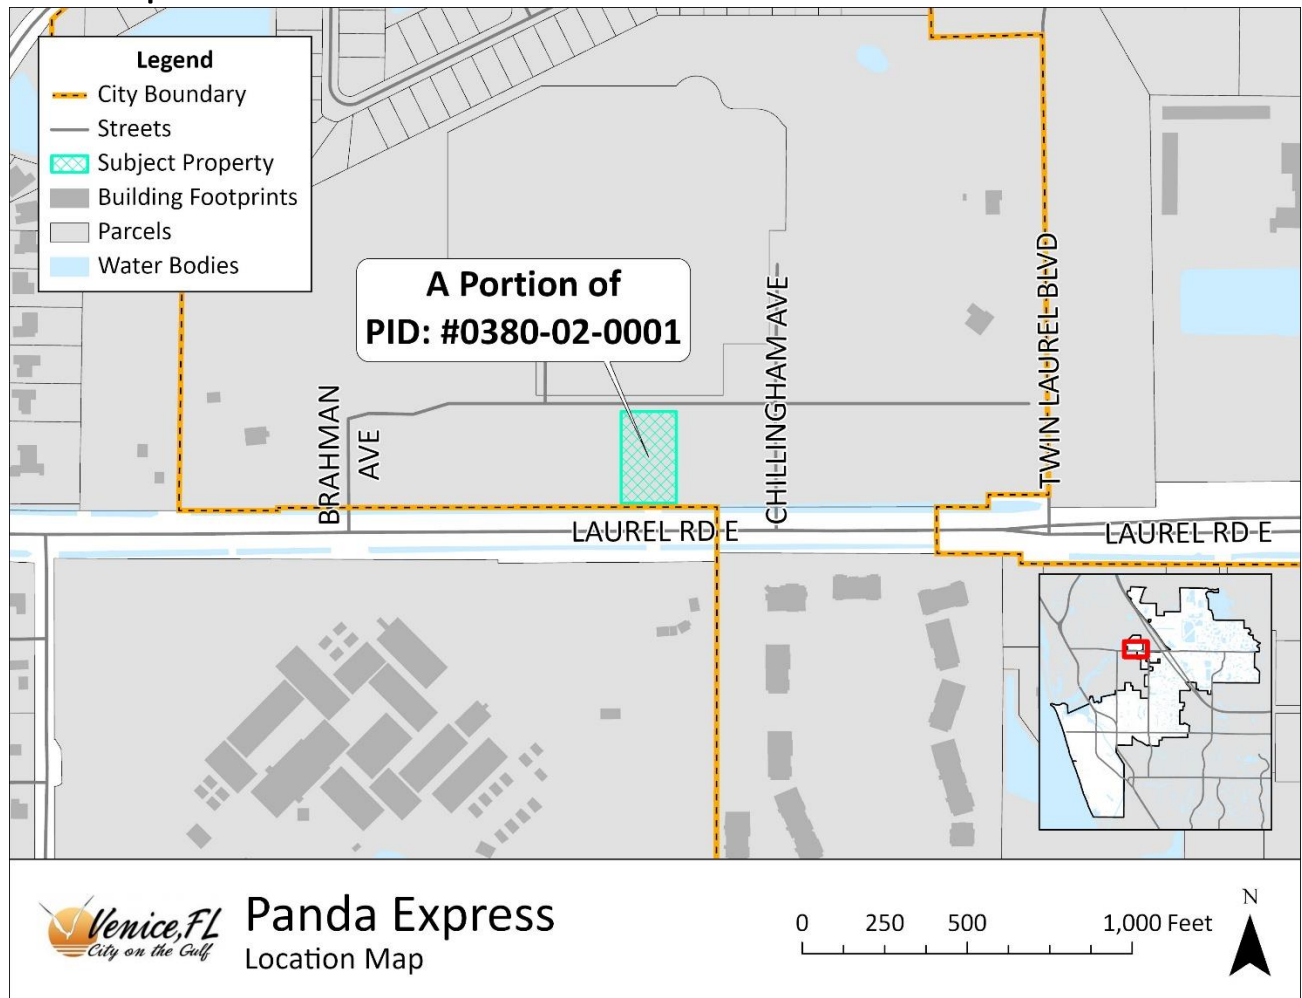 Legend
City Boundary
Streets
Subject Property
Building Footprints
Parcels
Water Bodies
A Portion of
PID: #0380-02-0001
BRAHMAN
AVE
CHILLINGHAM AVE
TWIN LAUREL BLVD
LAUREL RD E
LAUREL RD E
Venice, FL
City on the Gulf
Panda Express
Location Map
0 250 500 1,000 Feet
N